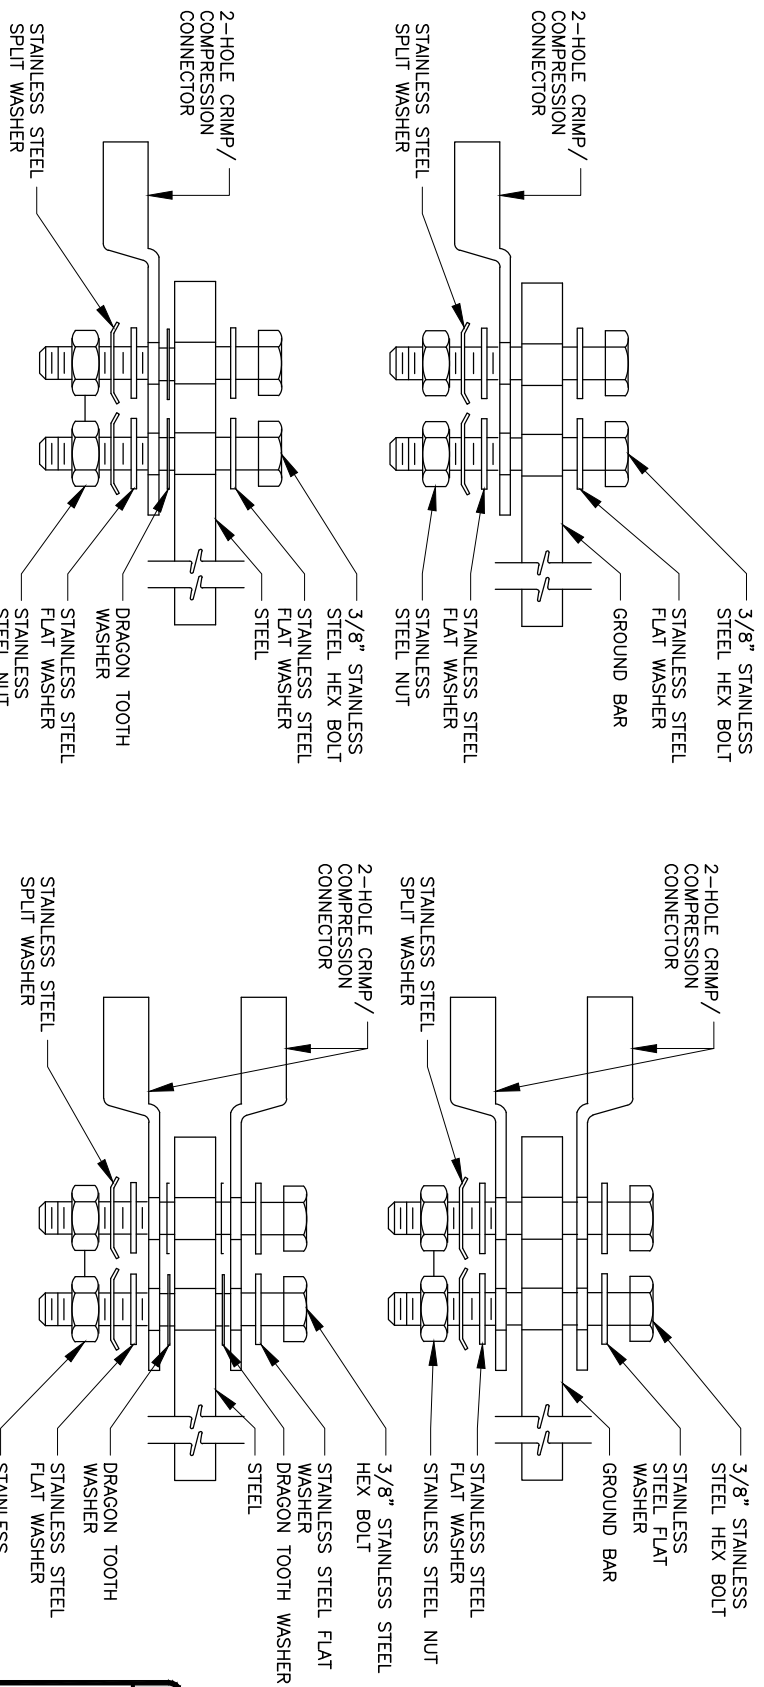 3/8" STAINLESS
STEEL HEX BOLT
STAINLESS STEEL
FLAT WASHER
GROUND BAR
2-HOLE CRIMP/
COMPRESSION
CONNECTOR
STAINLESS STEEL
SPLIT WASHER
STAINLESS STEEL
FLAT WASHER
STAINLESS
STEEL NUT
3/8" STAINLESS
STEEL HEX BOLT
STAINLESS
STEEL FLAT
WASHER
GROUND BAR
2-HOLE CRIMP/
COMPRESSION
CONNECTOR
STAINLESS STEEL
SPLIT WASHER
STAINLESS STEEL
FLAT WASHER
STAINLESS STEEL NUT
3/8" STAINLESS
STEEL HEX BOLT
STAINLESS STEEL
FLAT WASHER
STEEL
2-HOLE CRIMP/
COMPRESSION
CONNECTOR
STAINLESS STEEL
SPLIT WASHER
DRAGON TOOTH
WASHER
STAINLESS STEEL
FLAT WASHER
STAINLESS
STEEL NUT
3/8" STAINLESS STEEL
HEX BOLT
STAINLESS STEEL FLAT
WASHER
DRAGON TOOTH WASHER
STEEL
2-HOLE CRIMP/
COMPRESSION
CONNECTOR
STAINLESS STEEL
SPLIT WASHER
DRAGON TOOTH
WASHER
STAINLESS STEEL
FLAT WASHER
STAINLESS